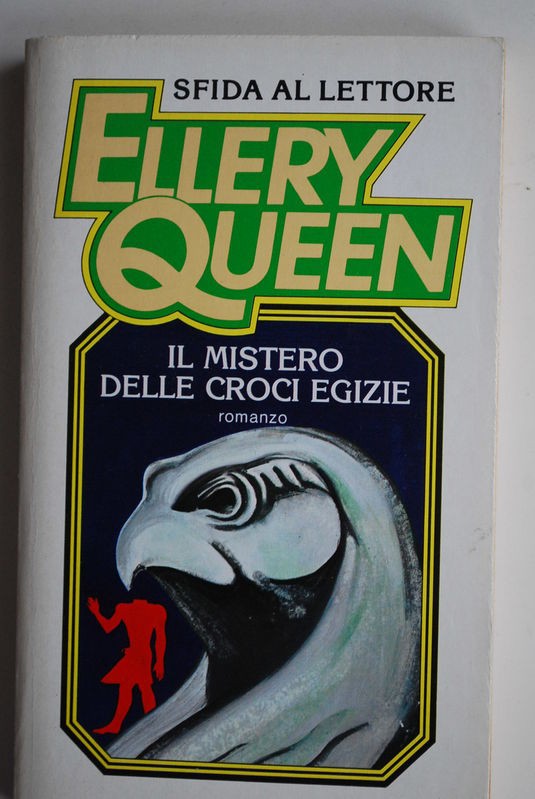 SFIDA AL LETTORE
ELLERY
QUEEN
IL MISTERO
DELLE CROCI EGIZIE
romanzo